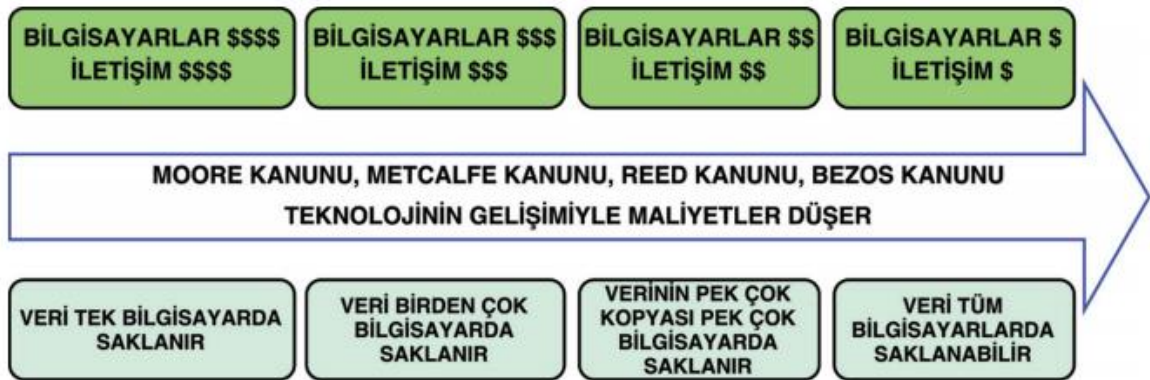 BİLGİSAYARLAR $$$$
İLETİŞİM $$$$
BİLGİSAYARLAR $$$
İLETİŞİM $$$
BİLGİSAYARLAR $$
İLETİŞİM $$
BİLGİSAYARLAR $
İLETİŞİM $
MOORE KANUNU, METCALFE KANUNU, REED KANUNU, BEZOS KANUNU
TEKNOLOJİNİN GELİŞİMİYLE MALİYETLER DÜŞER
VERİ TEK BİLGİSAYARDA
SAKLANIR
VERİ BİRDEN ÇOK
BİLGİSAYARDA
SAKLANIR
VERİNİN PEK ÇOK
KOPYASI PEK ÇOK
BİLGİSAYARDA
SAKLANIR
VERİ TÜM
BİLGİSAYARLARDA
SAKLANABİLİR